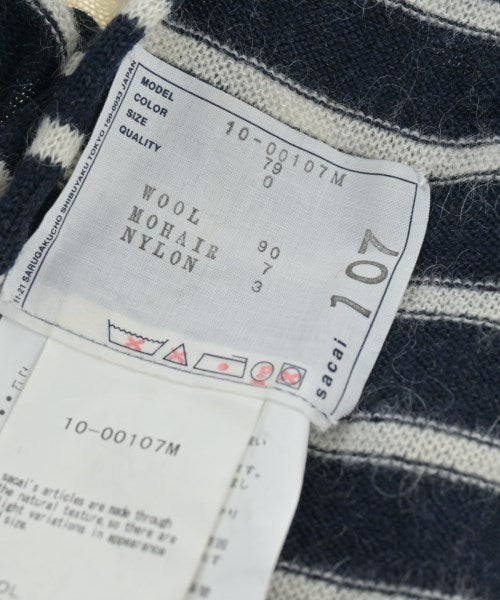 MODEL 10-00107M
COLOR 79
SIZE 0
QUALITY
WOOL 90
MOHAIR 7
NYLON 3
sacai 107
11-21 SARUGAKUCHO SHIBUYAKU TOKYO 150-0033 JAPAN
10-00107M
sacai's articles are made through
the natural texture, so there are
light variations in appearance
size.